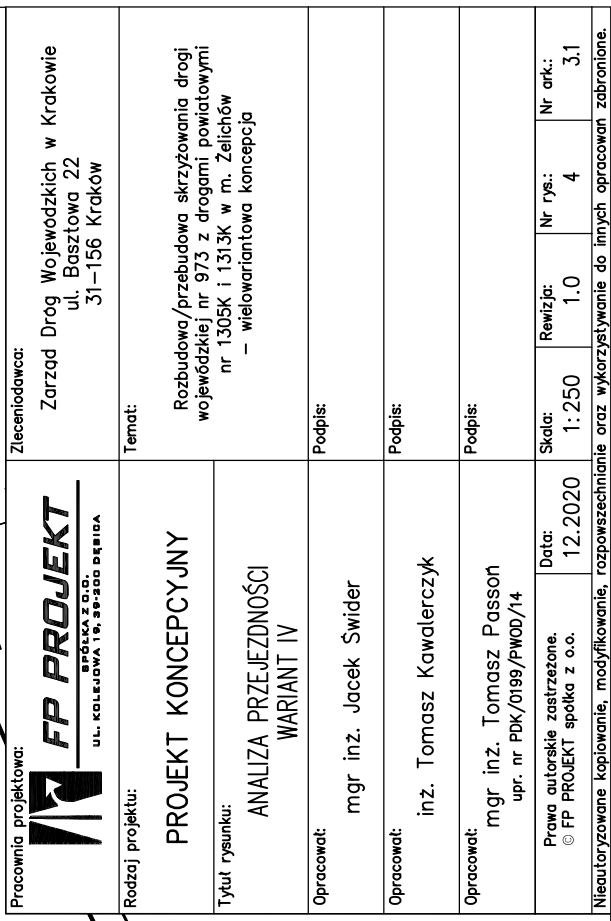 Pracownia projektowa:
FP PROJEKT
SPÓŁKA Z O.O.
UL. KOLEJOWA 19, 39-200 DĘBICA
Zleceniodawca:
Zarząd Dróg Wojewódzkich w Krakowie
ul. Basztowa 22
31-156 Kraków
Rodzaj projektu:
PROJEKT KONCEPCYJNY
Temat:
Rozbudowa/przebudowa skrzyżowania drogi
wojewódzkiej nr 973 z drogami powiatowymi
nr 1305K i 1313K w m. Żelichów
– wielowariantowa koncepcja
Tytuł rysunku:
ANALIZA PRZEJEZDNOŚCI
WARIANT IV
Opracował:
mgr inż. Jacek Świder
Podpis:
Opracował:
inż. Tomasz Kawalerczyk
Podpis:
Opracował:
mgr inż. Tomasz Passoń
upr. nr PDK/0199/PWOD/14
Podpis:
Prawa autorskie zastrzeżone.
© FP PROJEKT spółka z o.o.
Data:
12.2020
Skala:
1:250
Rewizja:
1.0
Nr rys.:
4
Nr ark.:
3.1
Nieautoryzowane kopiowanie, modyfikowanie, rozpowszechnianie oraz wykorzystywanie do innych opracowań zabronione.